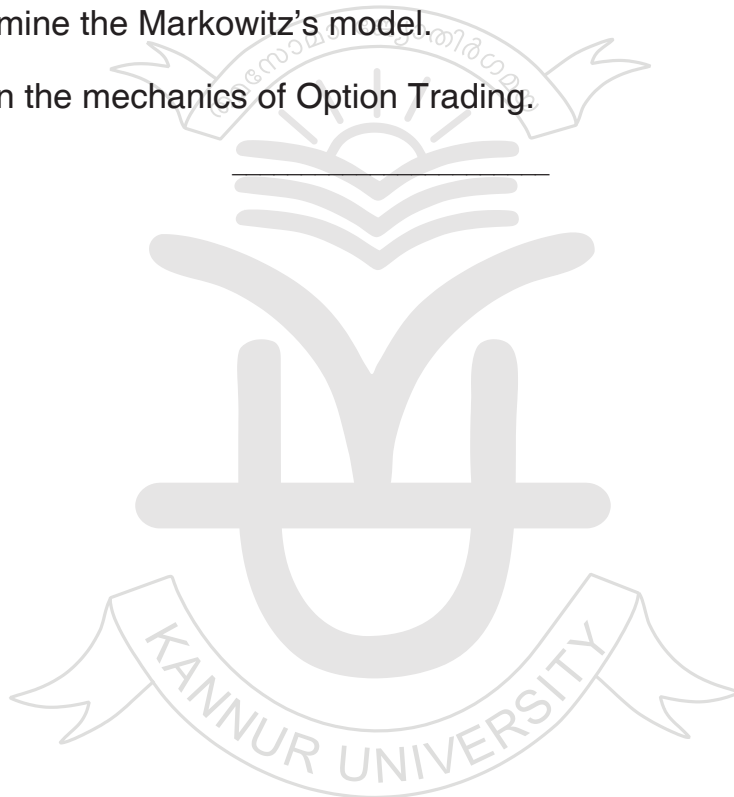 mine the Markowitz's model.
n the mechanics of Option Trading.
KANNUR UNIVERSITY